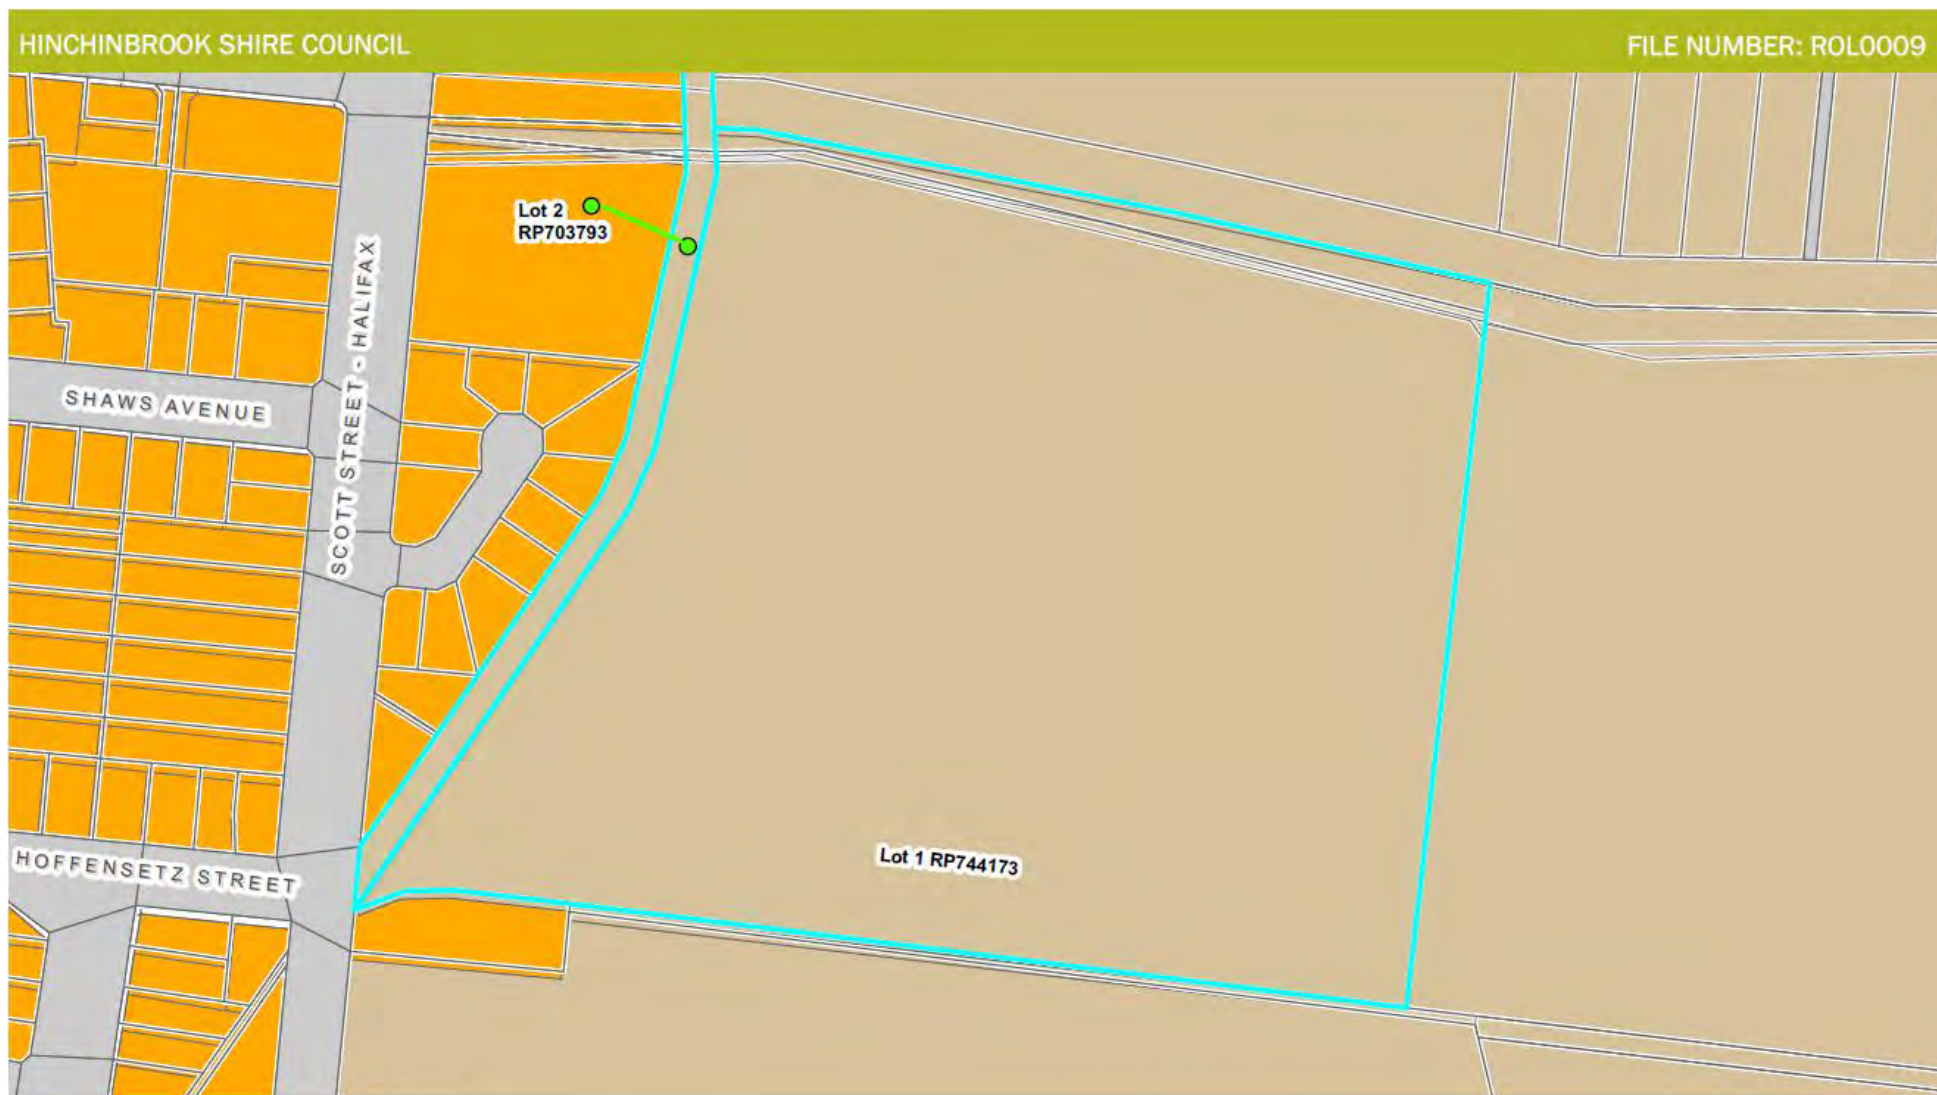 HINCHINBROOK SHIRE COUNCIL
FILE NUMBER: ROL0009
Lot 2
RP703793
SCOTT STREET - HALIFAX
SHAWS AVENUE
Lot 1 RP744173
HOFFENSETZ STREET